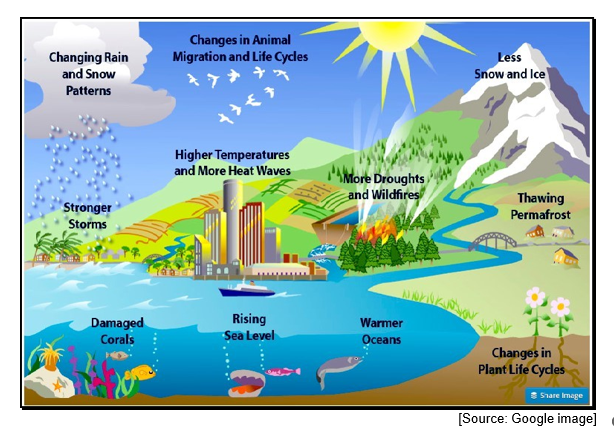 Changing Rain
and Snow
Patterns
Changes in Animal
Migration and Life Cycles
Less
Snow and Ice
Higher Temperatures
and More Heat Waves
More Droughts
and Wildfires
Stronger
Storms
Thawing
Permafrost
Damaged
Corals
Rising
Sea Level
Warmer
Oceans
Changes in
Plant Life Cycles
Share Image
[Source: Google image]